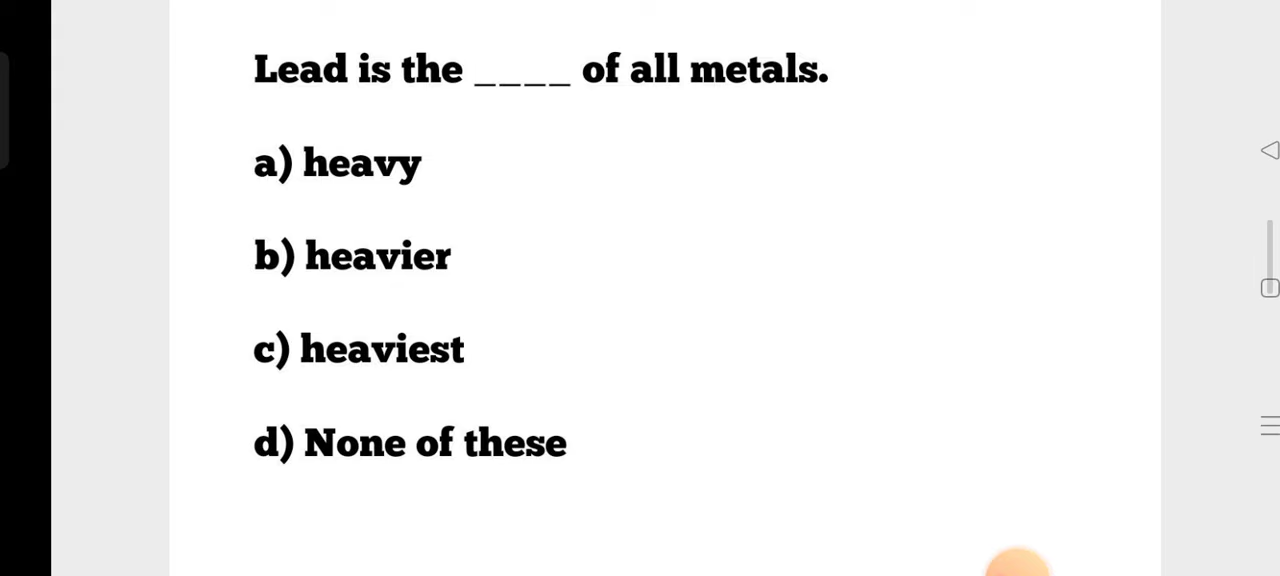 Lead is the ____ of all metals.
a) heavy
b) heavier
c) heaviest
d) None of these